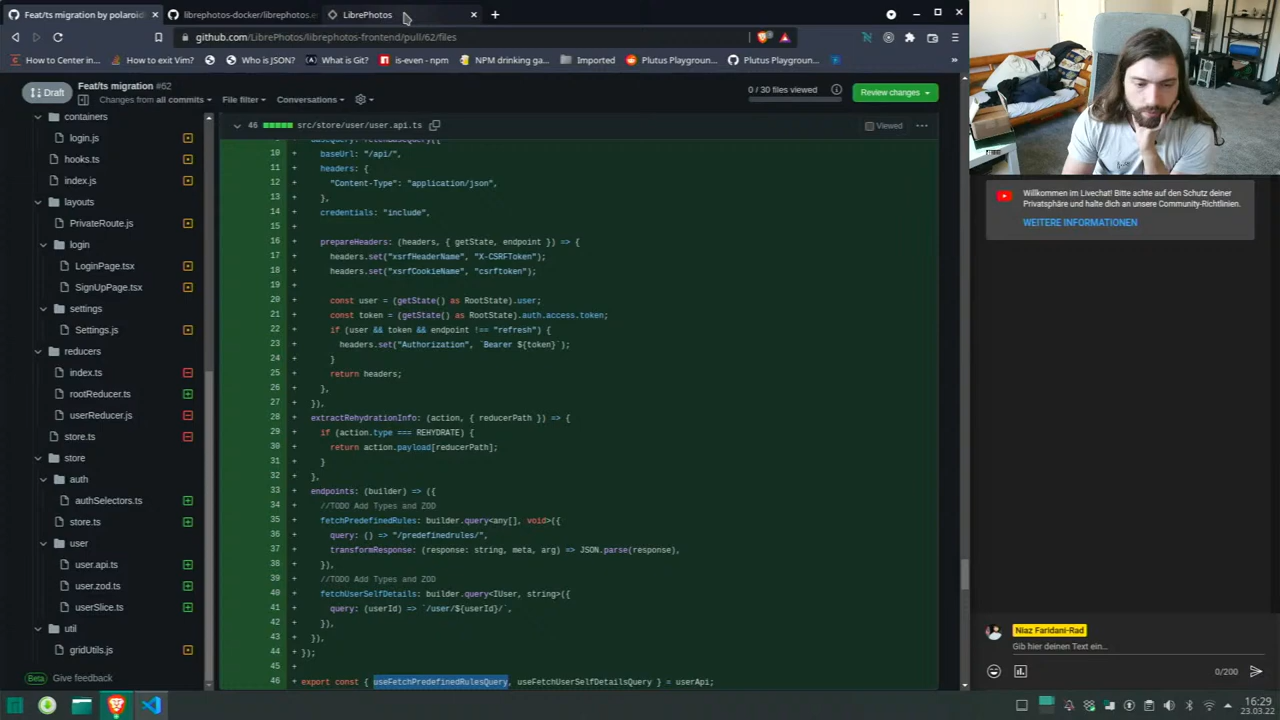 Feat/ts migration by polaroid
librephotos-docker/librephotos.e
LibrePhotos
github.com/LibrePhotos/librephotos-frontend/pull/62/files
How to Center in...
How to exit Vim?
Who is JSON?
What is Git?
is-even - npm
NPM drinking gam...
Imported
Plutus Playgroun...
Plutus Playgroun...
Draft
Feat/ts migration #62
Changes from all commits
File filter
Conversations
0 / 30 files viewed
Review changes
containers
login.js
hooks.ts
index.js
layouts
PrivateRoute.js
login
LoginPage.tsx
SignUpPage.tsx
settings
Settings.js
reducers
index.ts
rootReducer.ts
userReducer.js
store.ts
store
auth
authSelectors.ts
store.ts
user
user.api.ts
user.zod.ts
userSlice.ts
util
gridUtils.js
Beta Give feedback
46 src/store/user/user.api.ts
Viewed
10 + baseUrl: "/api/",
11 + headers: {
12 + "Content-Type": "application/json",
13 + },
14 + credentials: "include",
15 +
16 + prepareHeaders: (headers, { getState, endpoint }) => {
17 + headers.set("xsrfHeaderName", "X-CSRFToken");
18 + headers.set("xsrfCookieName", "csrftoken");
19 +
20 + const user = (getState() as RootState).user;
21 + const token = (getState() as RootState).auth.access.token;
22 + if (user && token && endpoint !== "refresh") {
23 + headers.set("Authorization", `Bearer ${token}`);
24 + }
25 + return headers;
26 + },
27 + }),
28 + extractRehydrationInfo: (action, { reducerPath }) => {
29 + if (action.type === REHYDRATE) {
30 + return action.payload[reducerPath];
31 + }
32 + },
33 + endpoints: (builder) => ({
34 + //TODO Add Types and ZOD
35 + fetchPredefinedRules: builder.query<any[], void>({
36 + query: () => "/predefinedrules/",
37 + transformResponse: (response: string, meta, arg) => JSON.parse(response),
38 + }),
39 + //TODO Add Types and ZOD
40 + fetchUserSelfDetails: builder.query<IUser, string>({
41 + query: (userId) => `/user/${userId}/`,
42 + }),
43 + }),
44 + });
45 +
46 + export const { useFetchPredefinedRulesQuery, useFetchUserSelfDetailsQuery } = userApi;
Willkommen im Livechat! Bitte achte auf den Schutz deiner
Privatsphäre und halte dich an unsere Community-Richtlinien.
WEITERE INFORMATIONEN
Niaz Faridani-Rad
Gib hier deinen Text ein...
0/200
16:29
23.03.22